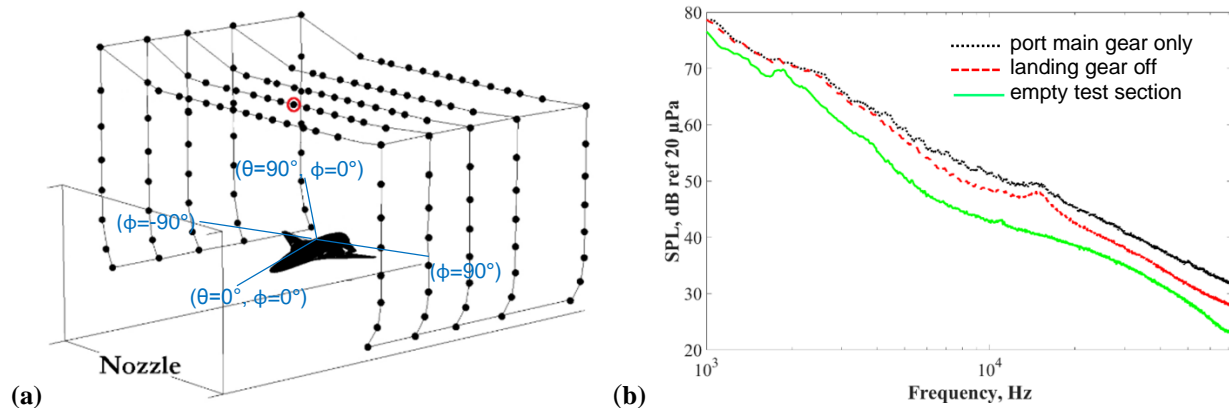 (θ=90°, ϕ=0°)
(ϕ=-90°)
(ϕ=90°)
(θ=0°, ϕ=0°)
Nozzle
(a)
80
70
60
50
40
30
20
SPL, dB ref 20 µPa
port main gear only
landing gear off
empty test section
10³
10⁴
Frequency, Hz
(b)